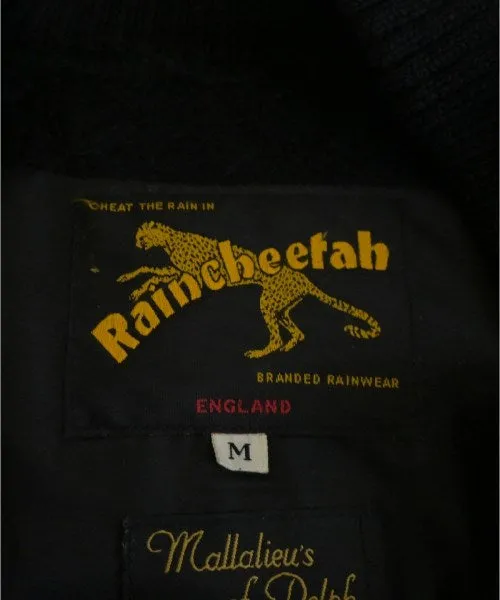 CHEAT THE RAIN IN
Raincheetah
BRANDED RAINWEAR
ENGLAND
M
Mallalieu's
of Delph